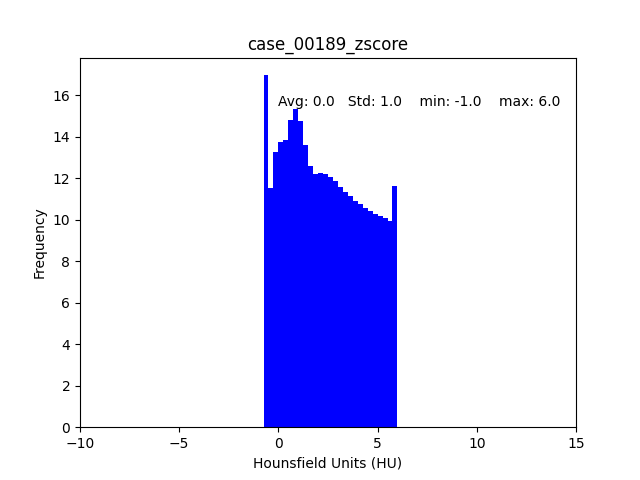 case_00189_zscore
Avg: 0.0 Std: 1.0 min: -1.0 max: 6.0
16
14
12
10
8
6
4
2
0
Frequency
−10 −5 0 5 10 15
Hounsfield Units (HU)